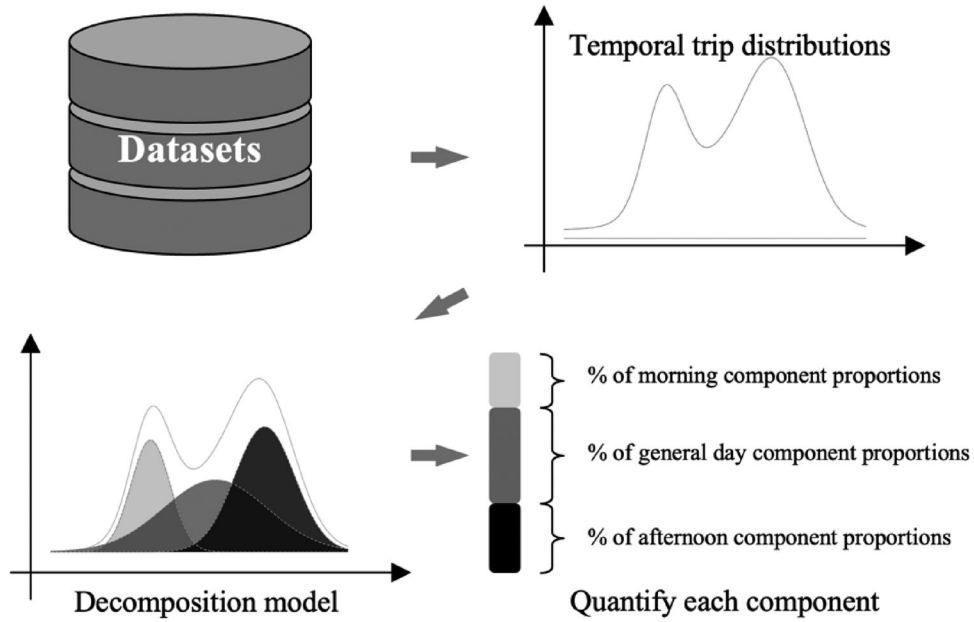 Datasets
Temporal trip distributions
% of morning component proportions
% of general day component proportions
% of afternoon component proportions
Decomposition model
Quantify each component